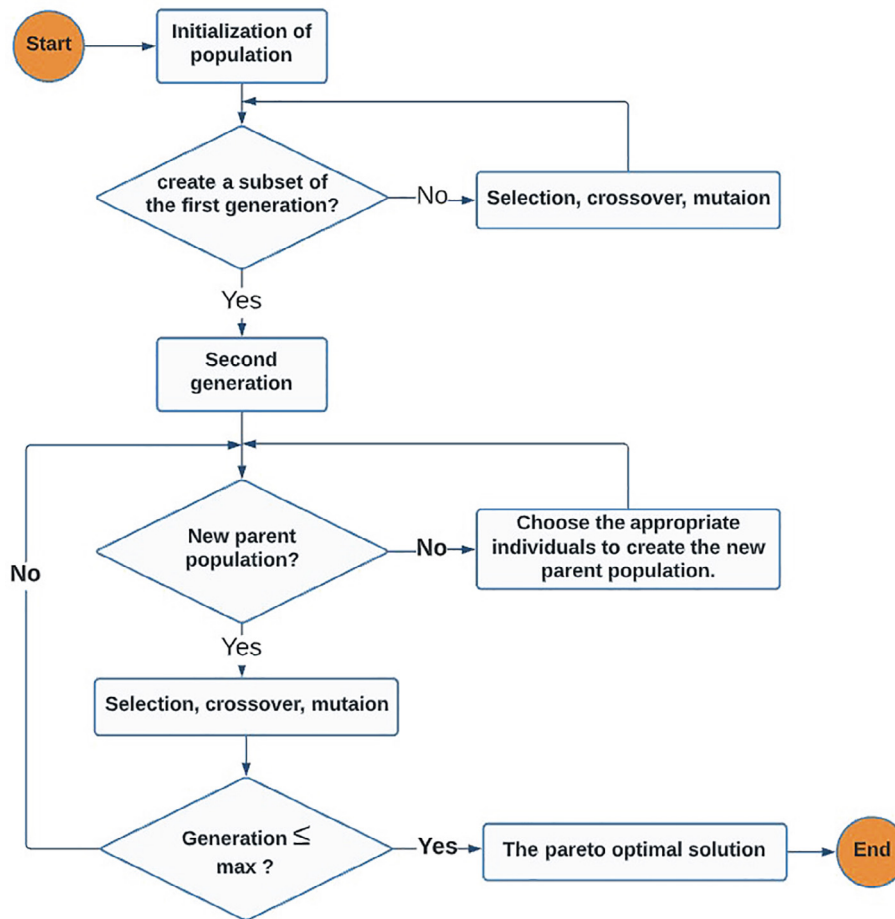 Start
Initialization of
population
create a subset of
the first generation?
No
Selection, crossover, mutaion
Yes
Second
generation
New parent
population?
No
Choose the appropriate
individuals to create the new
parent population.
No
Yes
Selection, crossover, mutaion
Generation ≤
max ?
Yes
The pareto optimal solution
End